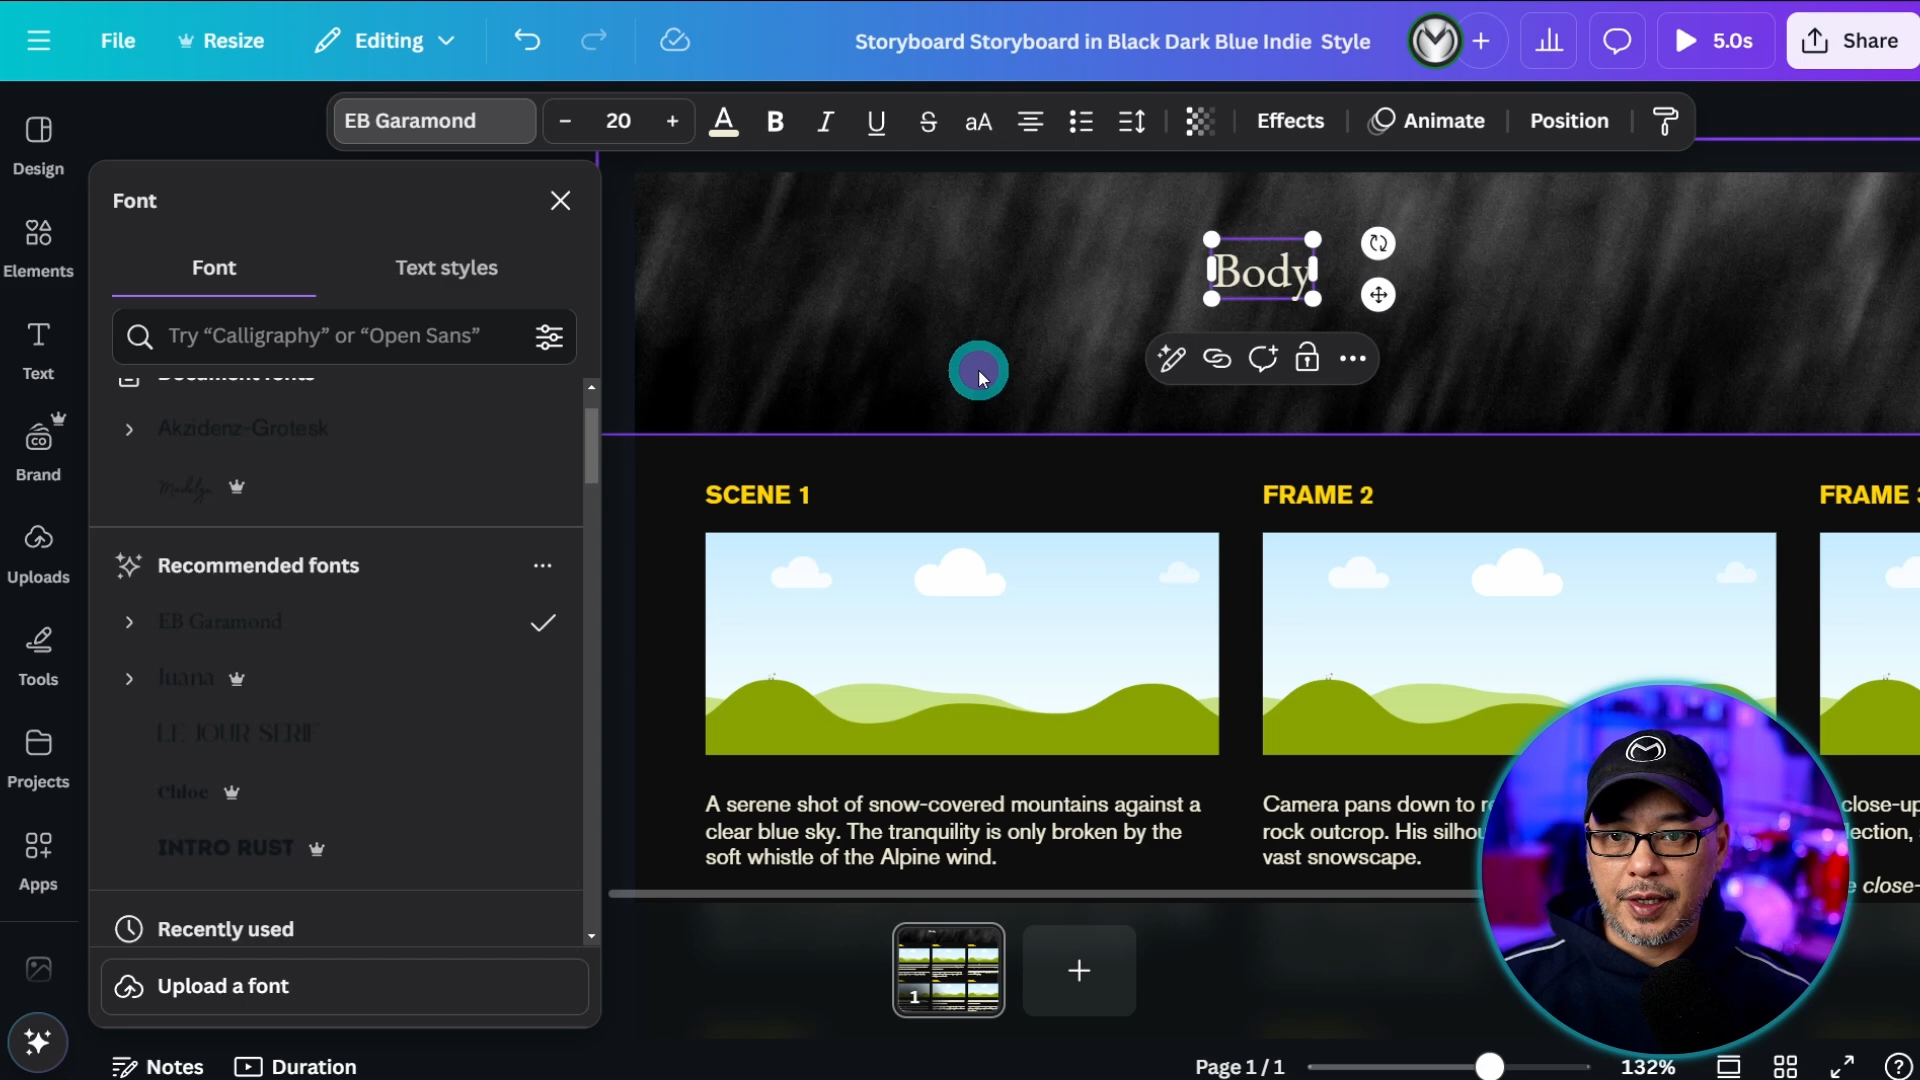 File
Resize
Editing
Storyboard Storyboard in Black Dark Blue Indie Style
5.0s
Share
EB Garamond
20
A
B
I
U
S
aA
Effects
Animate
Position
Design
Elements
Text
Brand
Uploads
Tools
Projects
Apps
Font
Font
Text styles
Try “Calligraphy” or “Open Sans”
Document fonts
Akzidenz-Grotesk
Recommended fonts
EB Garamond
Juana
LE JOUR SERIF
Chloe
INTRO RUST
Recently used
Upload a font
Body
SCENE 1
A serene shot of snow-covered mountains against a
clear blue sky. The tranquility is only broken by the
soft whistle of the Alpine wind.
FRAME 2
Camera pans down to
rock outcrop. His
vast snowscape.
FRAME
close-up
close-
1
Notes
Duration
Page 1 / 1
132%